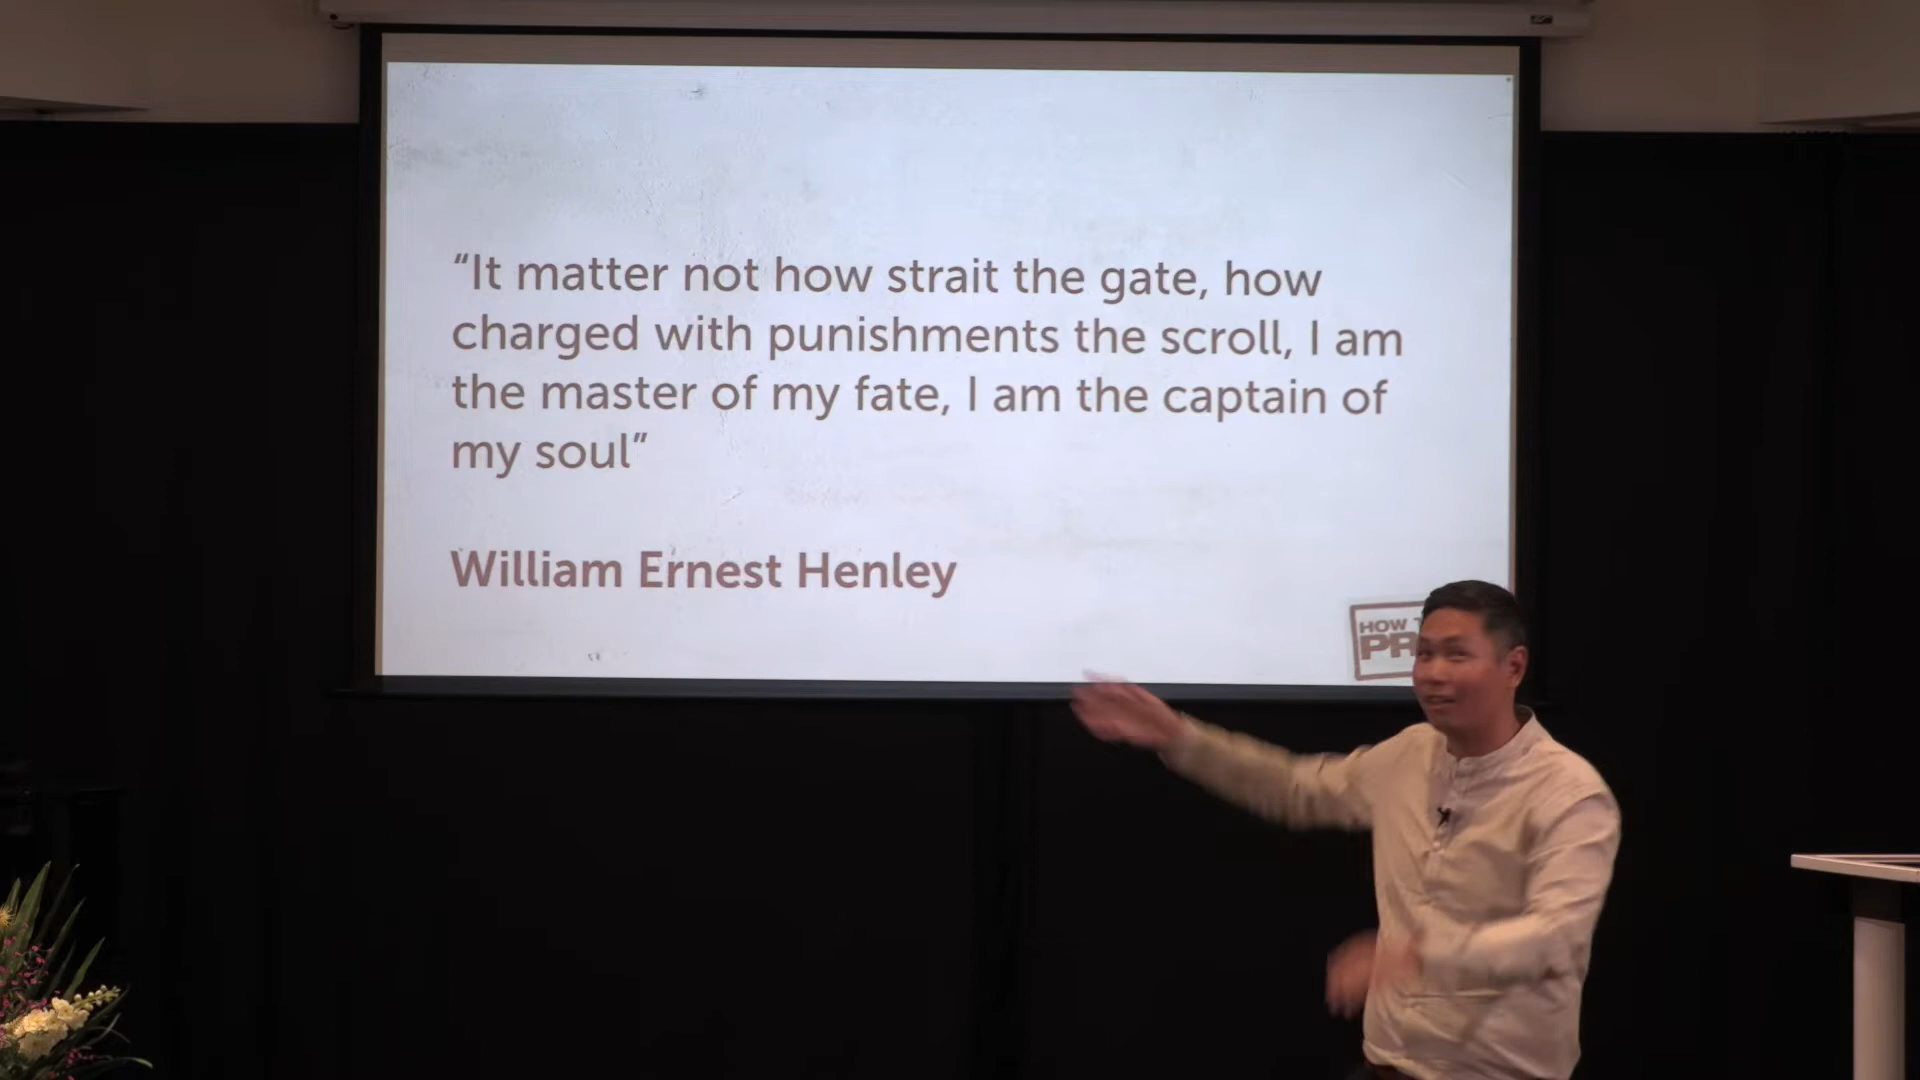 “It matter not how strait the gate, how
charged with punishments the scroll, I am
the master of my fate, I am the captain of
my soul”
William Ernest Henley
HOW